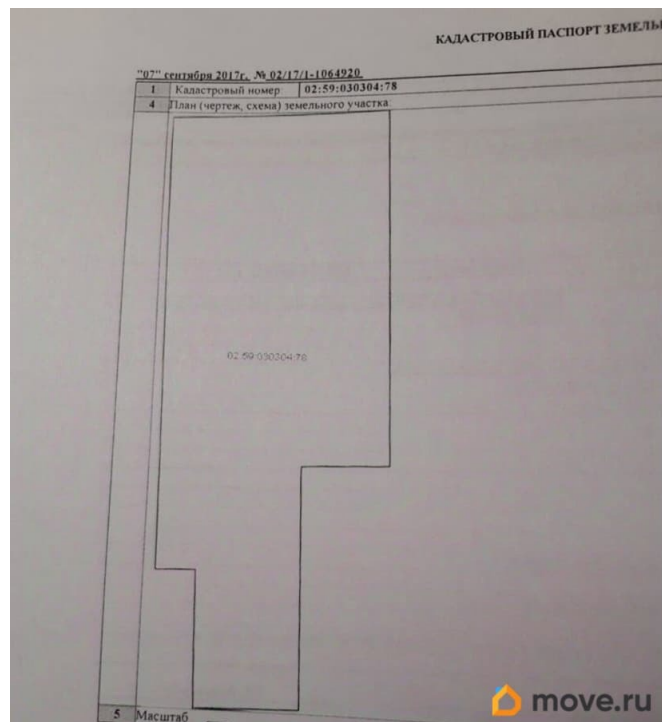 КАДАСТРОВЫЙ ПАСПОРТ ЗЕМЕЛЬ
"07" сентября 2017г. № 02/17/1-1064920
1 Кадастровый номер: 02:59:030304:78
4 План (чертеж, схема) земельного участка
02:59:030304:78
5 Масштаб
move.ru